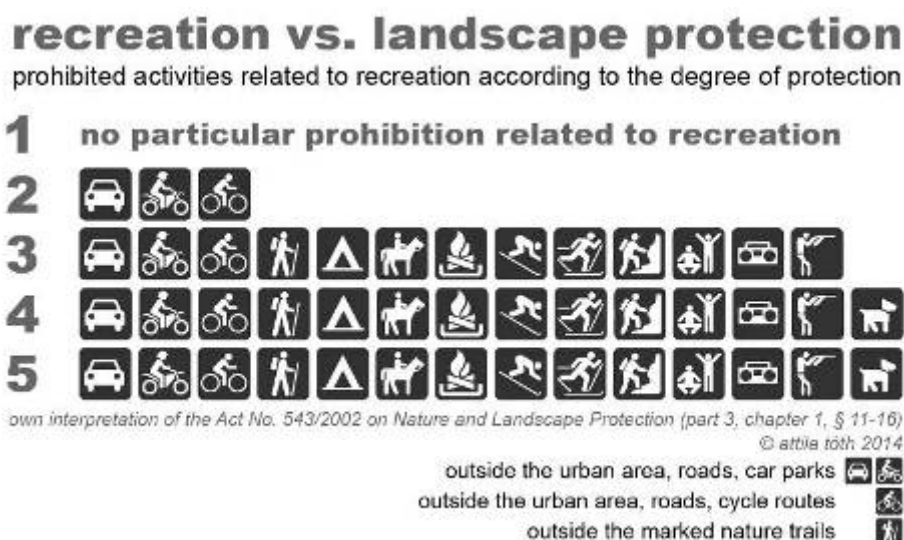 recreation vs. landscape protection
prohibited activities related to recreation according to the degree of protection
1 no particular prohibition related to recreation
2
3
4
5
own interpretation of the Act No. 543/2002 on Nature and Landscape Protection (part 3, chapter 1, § 11-16)
© attila tóth 2014
outside the urban area, roads, car parks
outside the urban area, roads, cycle routes
outside the marked nature trails